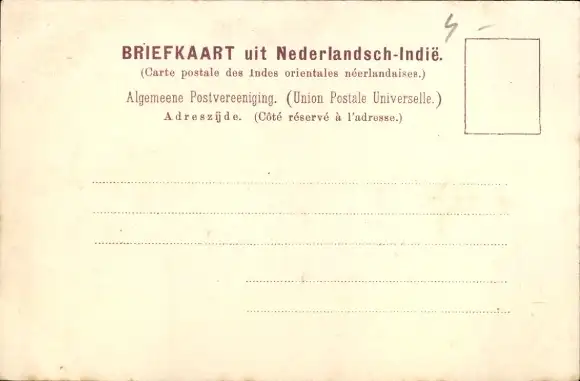 4 -
BRIEFKAART uit Nederlandsch-Indië.
(Carte postale des Indes orientales néerlandaises.)
Algemeene Postvereeniging. (Union Postale Universelle.)
Adreszijde. (Côté réservé à l'adresse.)